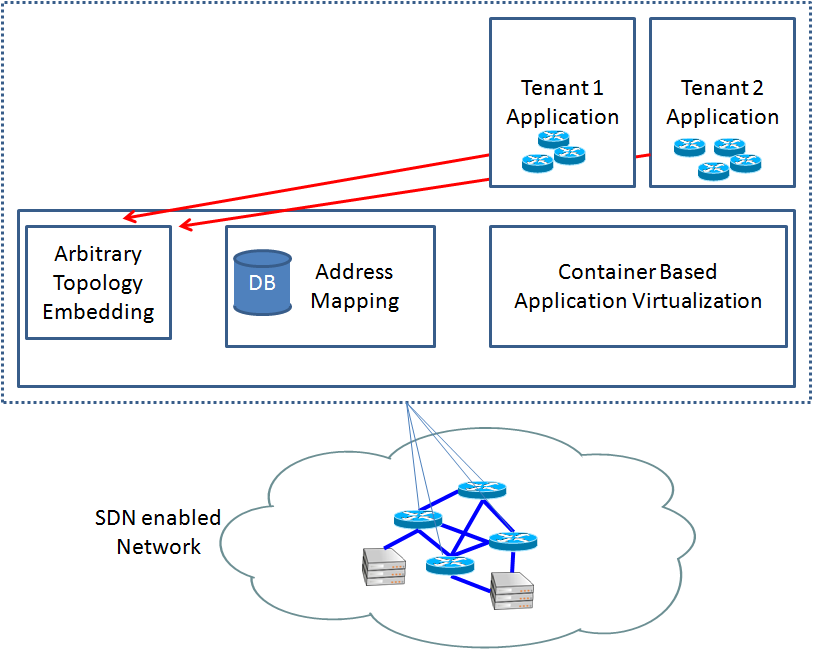 Tenant 1
Application
Tenant 2
Application
Arbitrary
Topology
Embedding
DB
Address
Mapping
Container Based
Application Virtualization
SDN enabled
Network